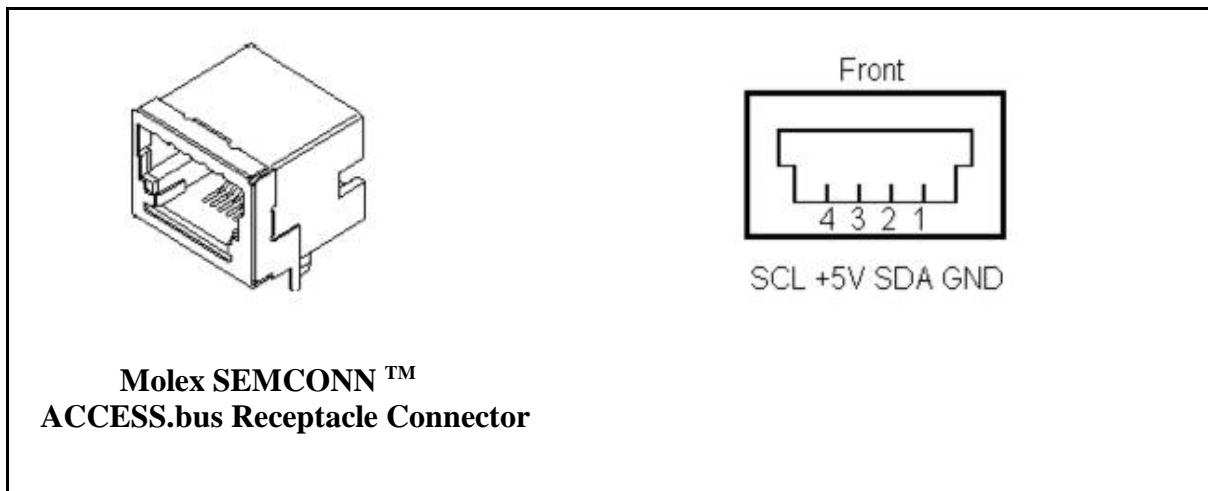 Front
4 3 2 1
SCL +5V SDA GND
Molex SEMCONN TM
ACCESS.bus Receptacle Connector